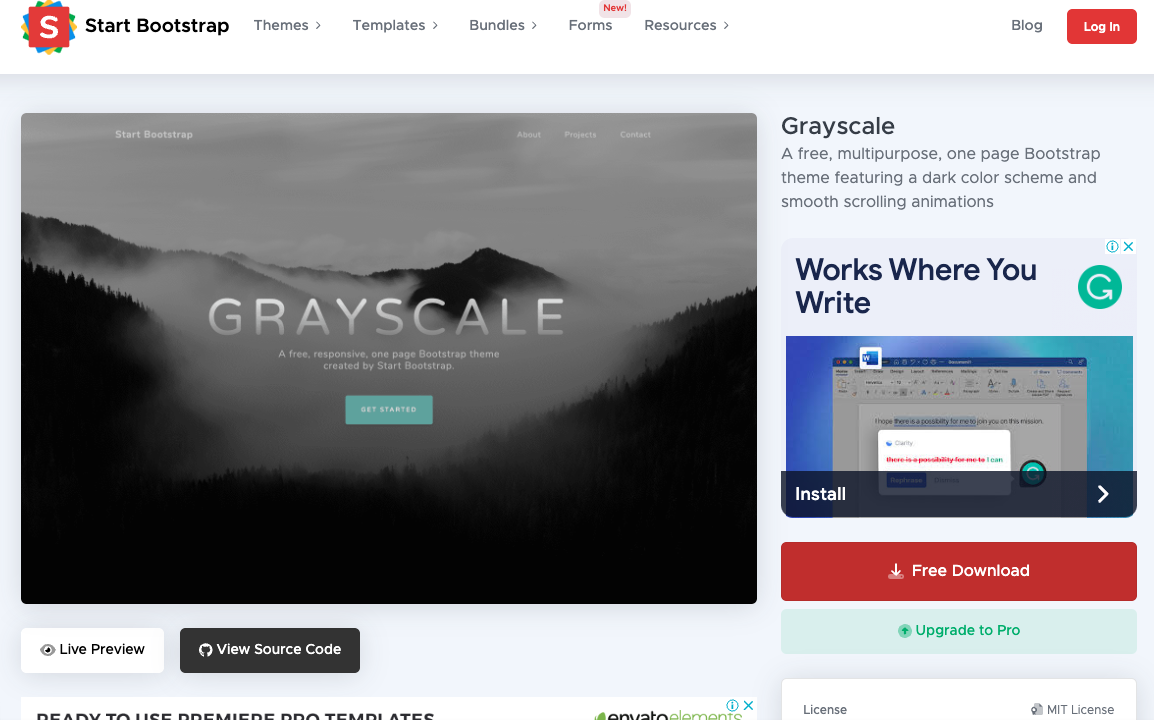 Start Bootstrap
Themes
Templates
Bundles
Forms
New!
Resources
Blog
Log In
Start Bootstrap
About
Projects
Contact
GRAYSCALE
A free, responsive, one page Bootstrap theme
created by Start Bootstrap.
GET STARTED
Live Preview
View Source Code
READY TO USE PREMIERE PRO TEMPLATES
envatoelements
Grayscale
A free, multipurpose, one page Bootstrap
theme featuring a dark color scheme and
smooth scrolling animations
Works Where You
Write
I hope there is a possibility for me to join you on this mission.
Clarity
there is a possibility for me to I can
Rephrase
Install
Free Download
Upgrade to Pro
License
MIT License